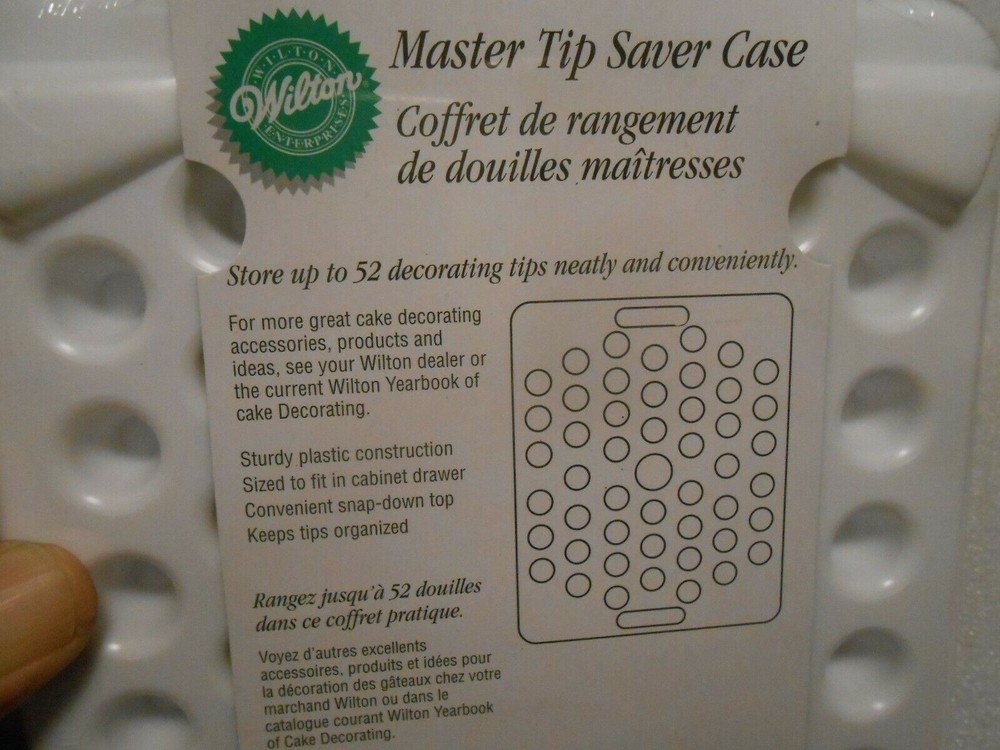 WILTON
Wilton
ENTERPRISES
Master Tip Saver Case
Coffret de rangement
de douilles maîtresses
Store up to 52 decorating tips neatly and conveniently.
For more great cake decorating
accessories, products and
ideas, see your Wilton dealer or
the current Wilton Yearbook of
cake Decorating.
Sturdy plastic construction
Sized to fit in cabinet drawer
Convenient snap-down top
Keeps tips organized
Rangez jusqu'à 52 douilles
dans ce coffret pratique.
Voyez d'autres excellents
accessoires, produits et idées pour
la décoration des gâteaux chez votre
marchand Wilton ou dans le
catalogue courant Wilton Yearbook
of Cake Decorating.